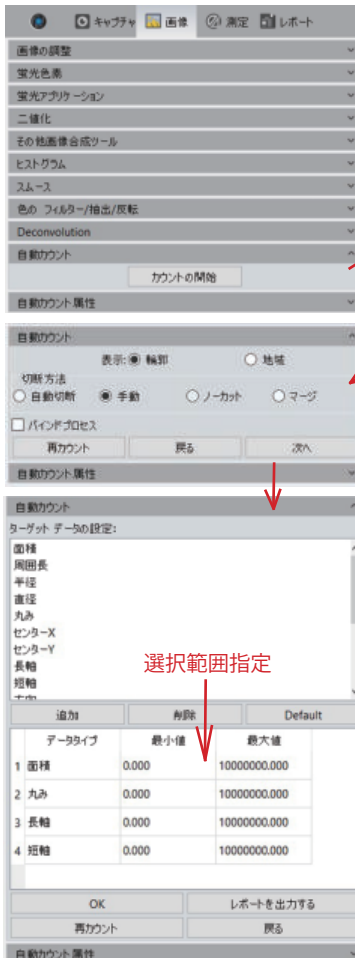 キャプチャ 画像 測定 レポート
画像の調整
蛍光色素
蛍光アプリケーション
二値化
その他画像合成ツール
ヒストグラム
スムース
色の フィルター/抽出/反転
Deconvolution
自動カウント
カウントの開始
自動カウント属性
自動カウント
表示: 輪郭 地域
切断方法
自動切断 手動 ノーカット マージ
バインドプロセス
再カウント 戻る 次へ
自動カウント属性
自動カウント
ターゲット データの設定:
面積
周囲長
半径
直径
丸み
センターX
センターY
長軸
短軸
選択範囲指定
追加 削除 Default
データタイプ 最小値 最大値
1 面積 0.000 10000000.000
2 丸み 0.000 10000000.000
3 長軸 0.000 10000000.000
4 短軸 0.000 10000000.000
OK レポートを出力する
再カウント 戻る
自動カウント属性